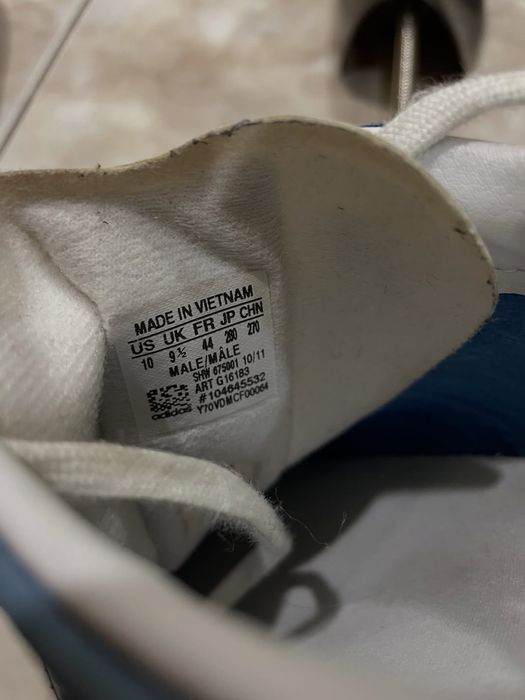 MADE IN VIETNAM
US UK FR JP CHN
10 9½ 44 280 270
MALE/MÂLE
SHW 675001 10/11
ART G16183
#104645532
Y70VDMCF00064
adidas